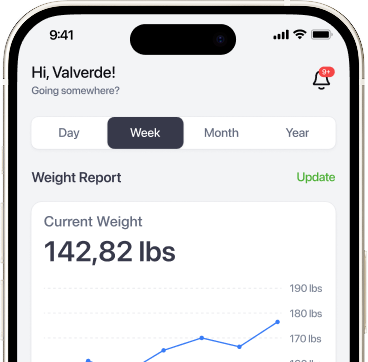 9:41
Hi, Valverde!
9+
Going somewhere?
Day Week Month Year
Weight Report Update
Current Weight
142,82 lbs
190 lbs
180 lbs
170 lbs